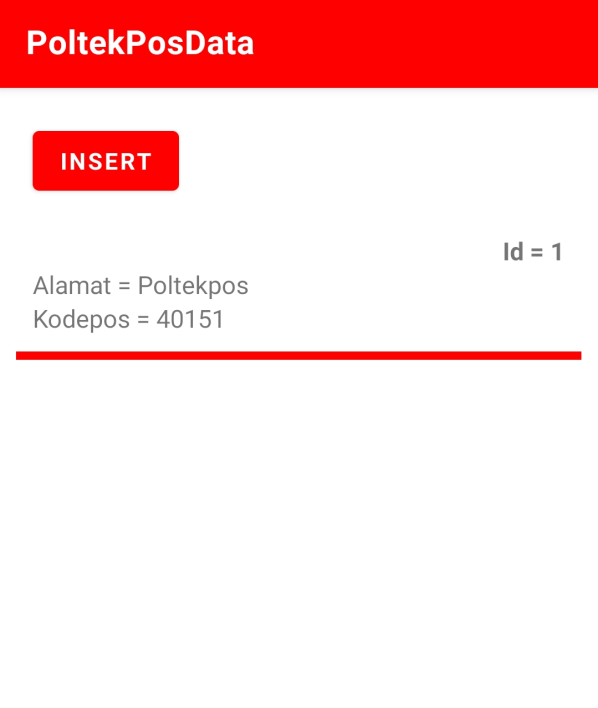 PoltekPosData
INSERT
Id = 1
Alamat = Poltekpos
Kodepos = 40151